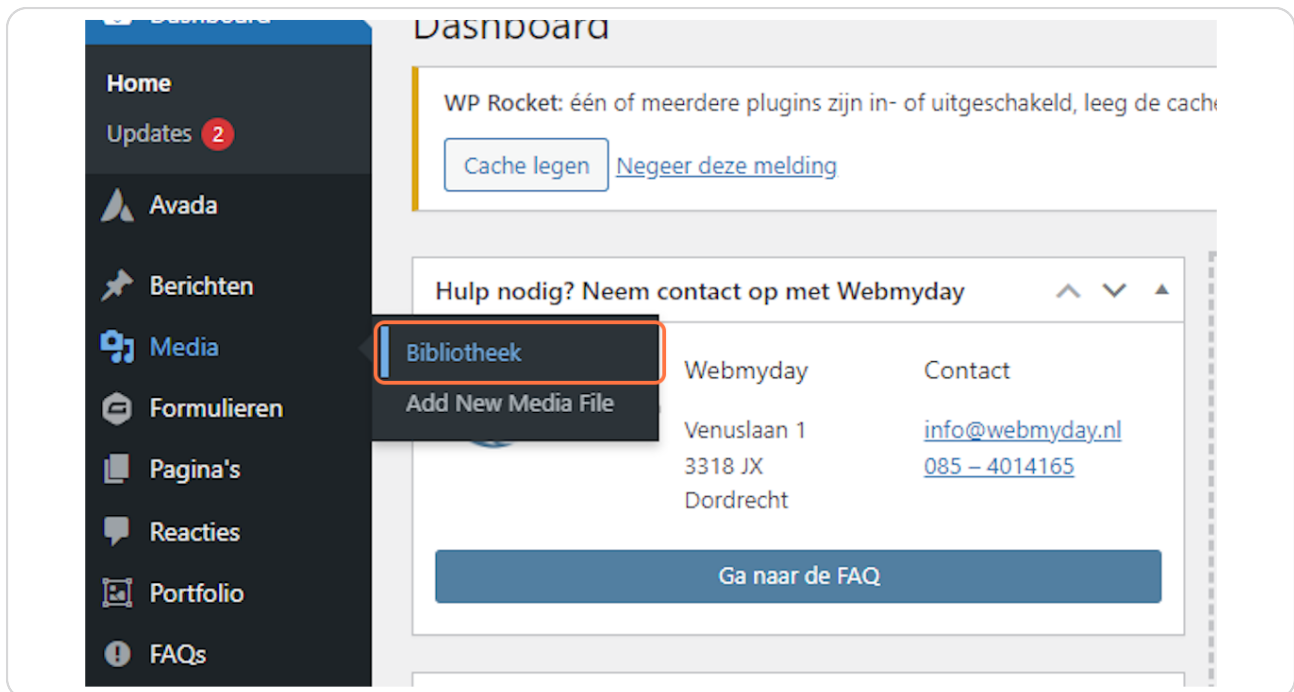 Dashboard
Dashboard
Home
Updates 2
Avada
Berichten
Media
Formulieren
Pagina's
Reacties
Portfolio
FAQs
Bibliotheek
Add New Media File
WP Rocket: één of meerdere plugins zijn in- of uitgeschakeld, leeg de cache
Cache legen Negeer deze melding
Hulp nodig? Neem contact op met Webmyday
Webmyday
Venuslaan 1
3318 JX
Dordrecht
Contact
info@webmyday.nl
085 – 4014165
Ga naar de FAQ